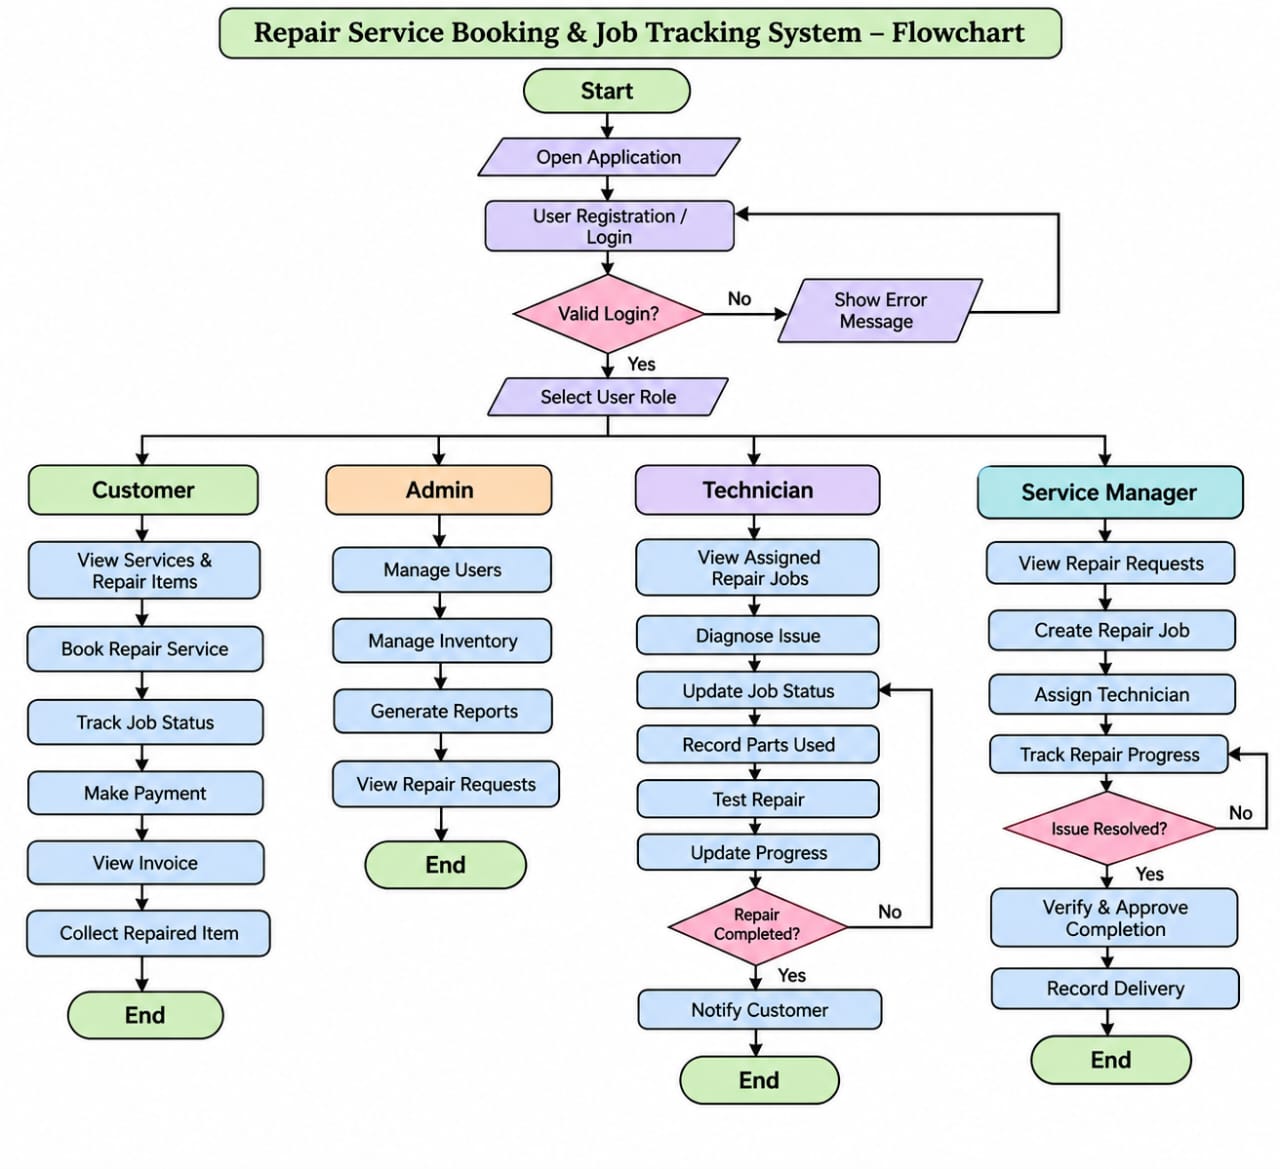 Repair Service Booking & Job Tracking System – Flowchart
Start
Open Application
User Registration /
Login
Valid Login?
No
Show Error
Message
Yes
Select User Role
Customer
View Services &
Repair Items
Book Repair Service
Track Job Status
Make Payment
View Invoice
Collect Repaired Item
End
Admin
Manage Users
Manage Inventory
Generate Reports
View Repair Requests
End
Technician
View Assigned
Repair Jobs
Diagnose Issue
Update Job Status
Record Parts Used
Test Repair
Update Progress
Repair
Completed?
No
Yes
Notify Customer
End
Service Manager
View Repair Requests
Create Repair Job
Assign Technician
Track Repair Progress
Issue Resolved?
No
Yes
Verify & Approve
Completion
Record Delivery
End